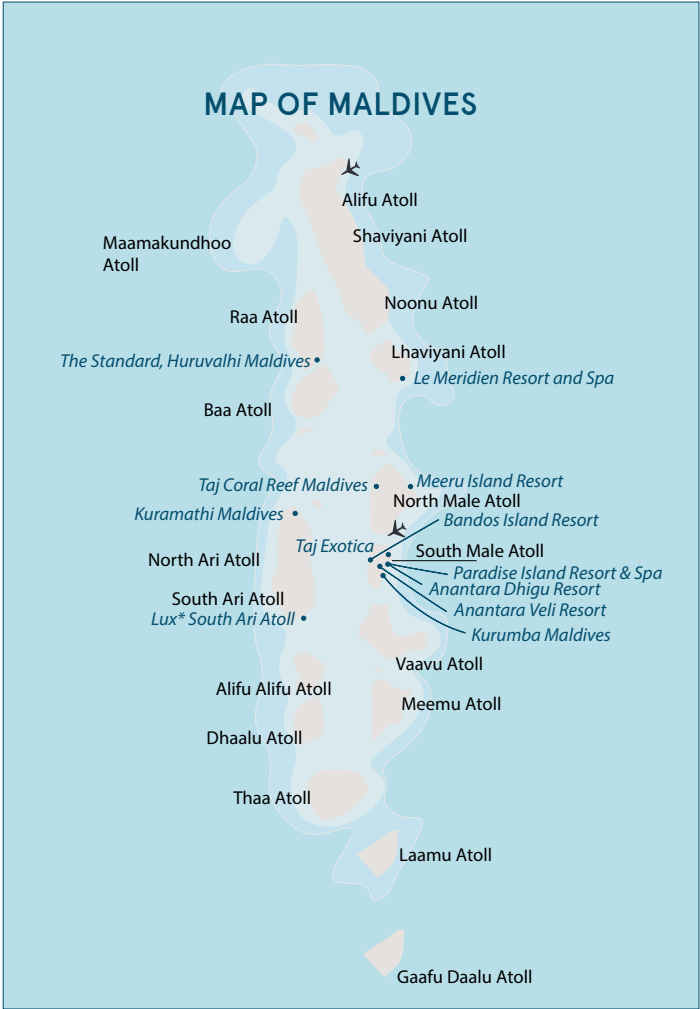 MAP OF MALDIVES
Alifu Atoll
Shaviyani Atoll
Maamakundhoo
Atoll
Noonu Atoll
Raa Atoll
Lhaviyani Atoll
The Standard, Huruvalhi Maldives
Le Meridien Resort and Spa
Baa Atoll
Taj Coral Reef Maldives
Meeru Island Resort
North Male Atoll
Kuramathi Maldives
Bandos Island Resort
Taj Exotica
South Male Atoll
North Ari Atoll
Paradise Island Resort & Spa
Anantara Dhigu Resort
South Ari Atoll
Anantara Veli Resort
Lux* South Ari Atoll
Kurumba Maldives
Vaavu Atoll
Alifu Alifu Atoll
Meemu Atoll
Dhaalu Atoll
Thaa Atoll
Laamu Atoll
Gaafu Daalu Atoll